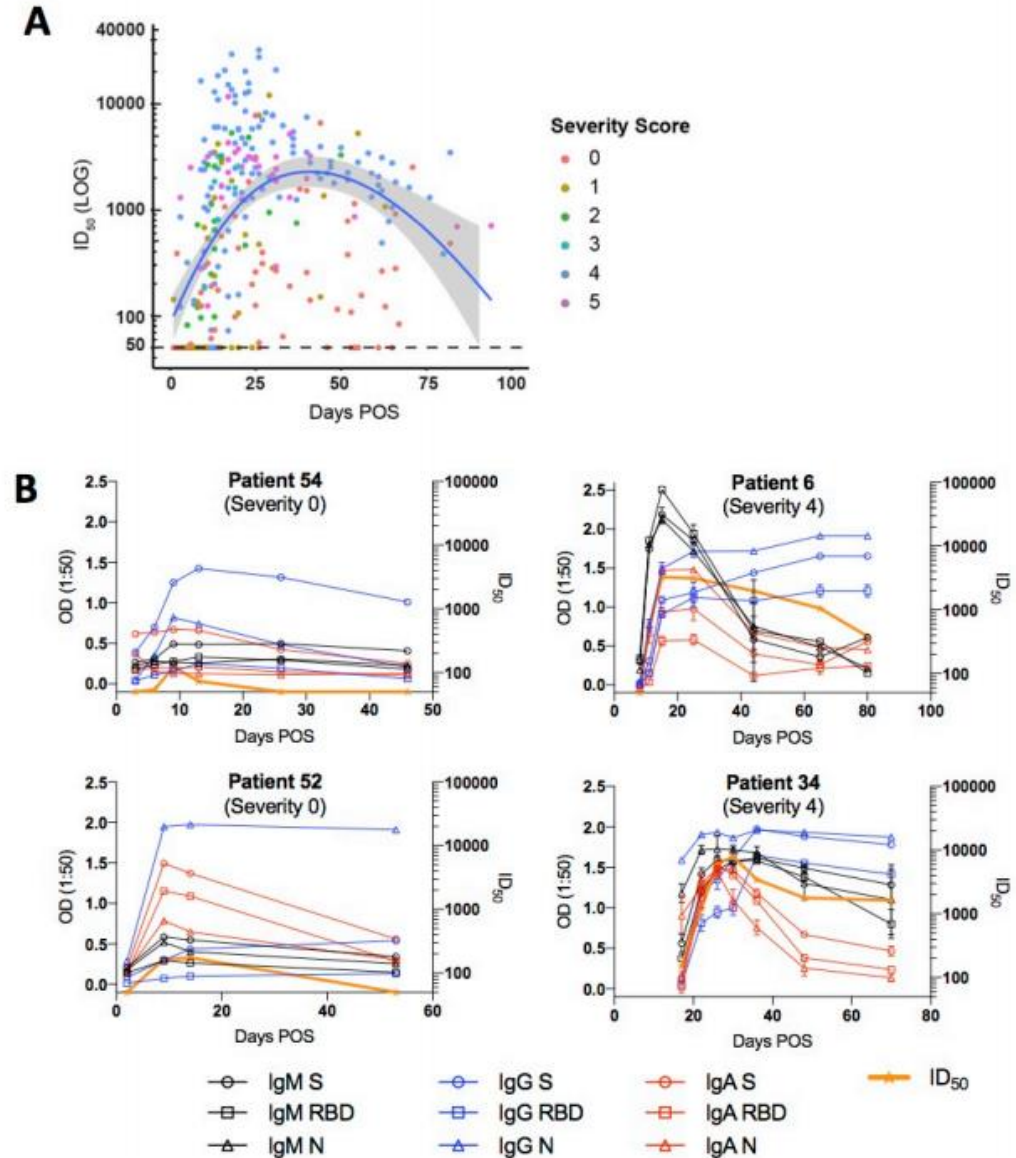 A
ID50 (LOG)
40000
10000
1000
100
50
0 25 50 75 100
Days POS
Severity Score
0
1
2
3
4
5
B
Patient 54
(Severity 0)
OD (1:50)
2.5
2.0
1.5
1.0
0.5
0.0
100000
10000
1000
100
ID50
0 10 20 30 40 50
Days POS
Patient 6
(Severity 4)
OD (1:50)
2.5
2.0
1.5
1.0
0.5
0.0
100000
10000
1000
100
ID50
0 20 40 60 80 100
Days POS
Patient 52
(Severity 0)
OD (1:50)
2.5
2.0
1.5
1.0
0.5
0.0
100000
10000
1000
100
ID50
0 20 40 60
Days POS
Patient 34
(Severity 4)
OD (1:50)
2.5
2.0
1.5
1.0
0.5
0.0
100000
10000
1000
100
ID50
0 20 40 60 80
Days POS
IgM S IgG S IgA S ID50
IgM RBD IgG RBD IgA RBD
IgM N IgG N IgA N